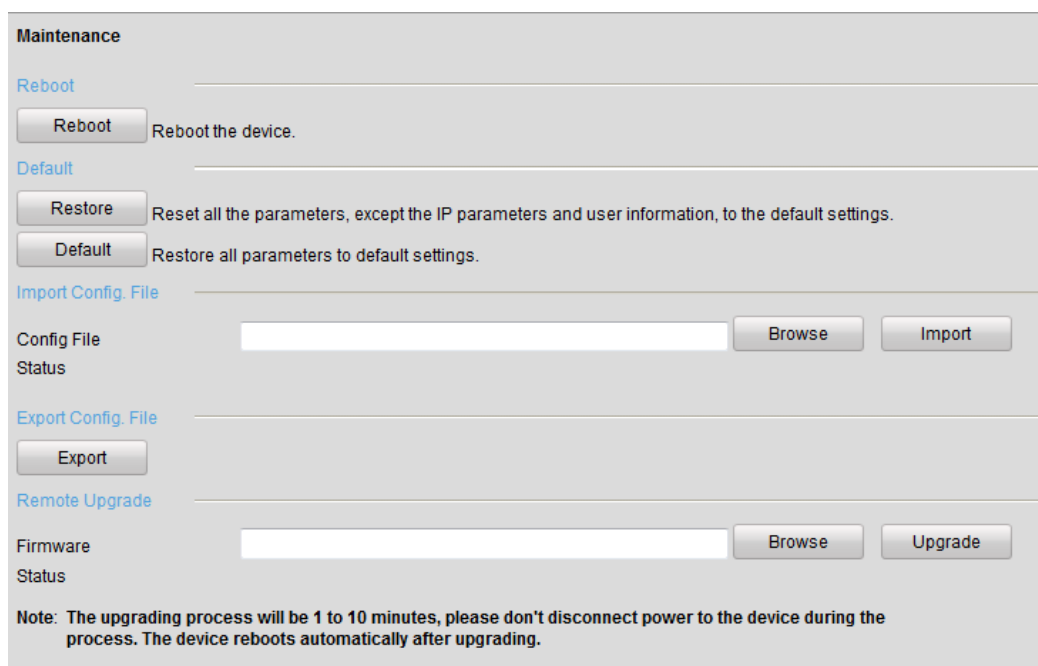 Maintenance
Reboot
Reboot Reboot the device.
Default
Restore Reset all the parameters, except the IP parameters and user information, to the default settings.
Default Restore all parameters to default settings.
Import Config. File
Config File Browse Import
Status
Export Config. File
Export
Remote Upgrade
Firmware Browse Upgrade
Status
Note: The upgrading process will be 1 to 10 minutes, please don't disconnect power to the device during the
process. The device reboots automatically after upgrading.